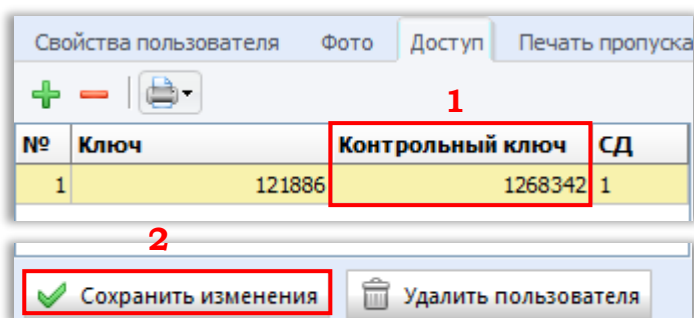 Свойства пользователя Фото Доступ Печать пропуска
1
№ Ключ Контрольный ключ СД
1 121886 1268342 1
2
Сохранить изменения Удалить пользователя